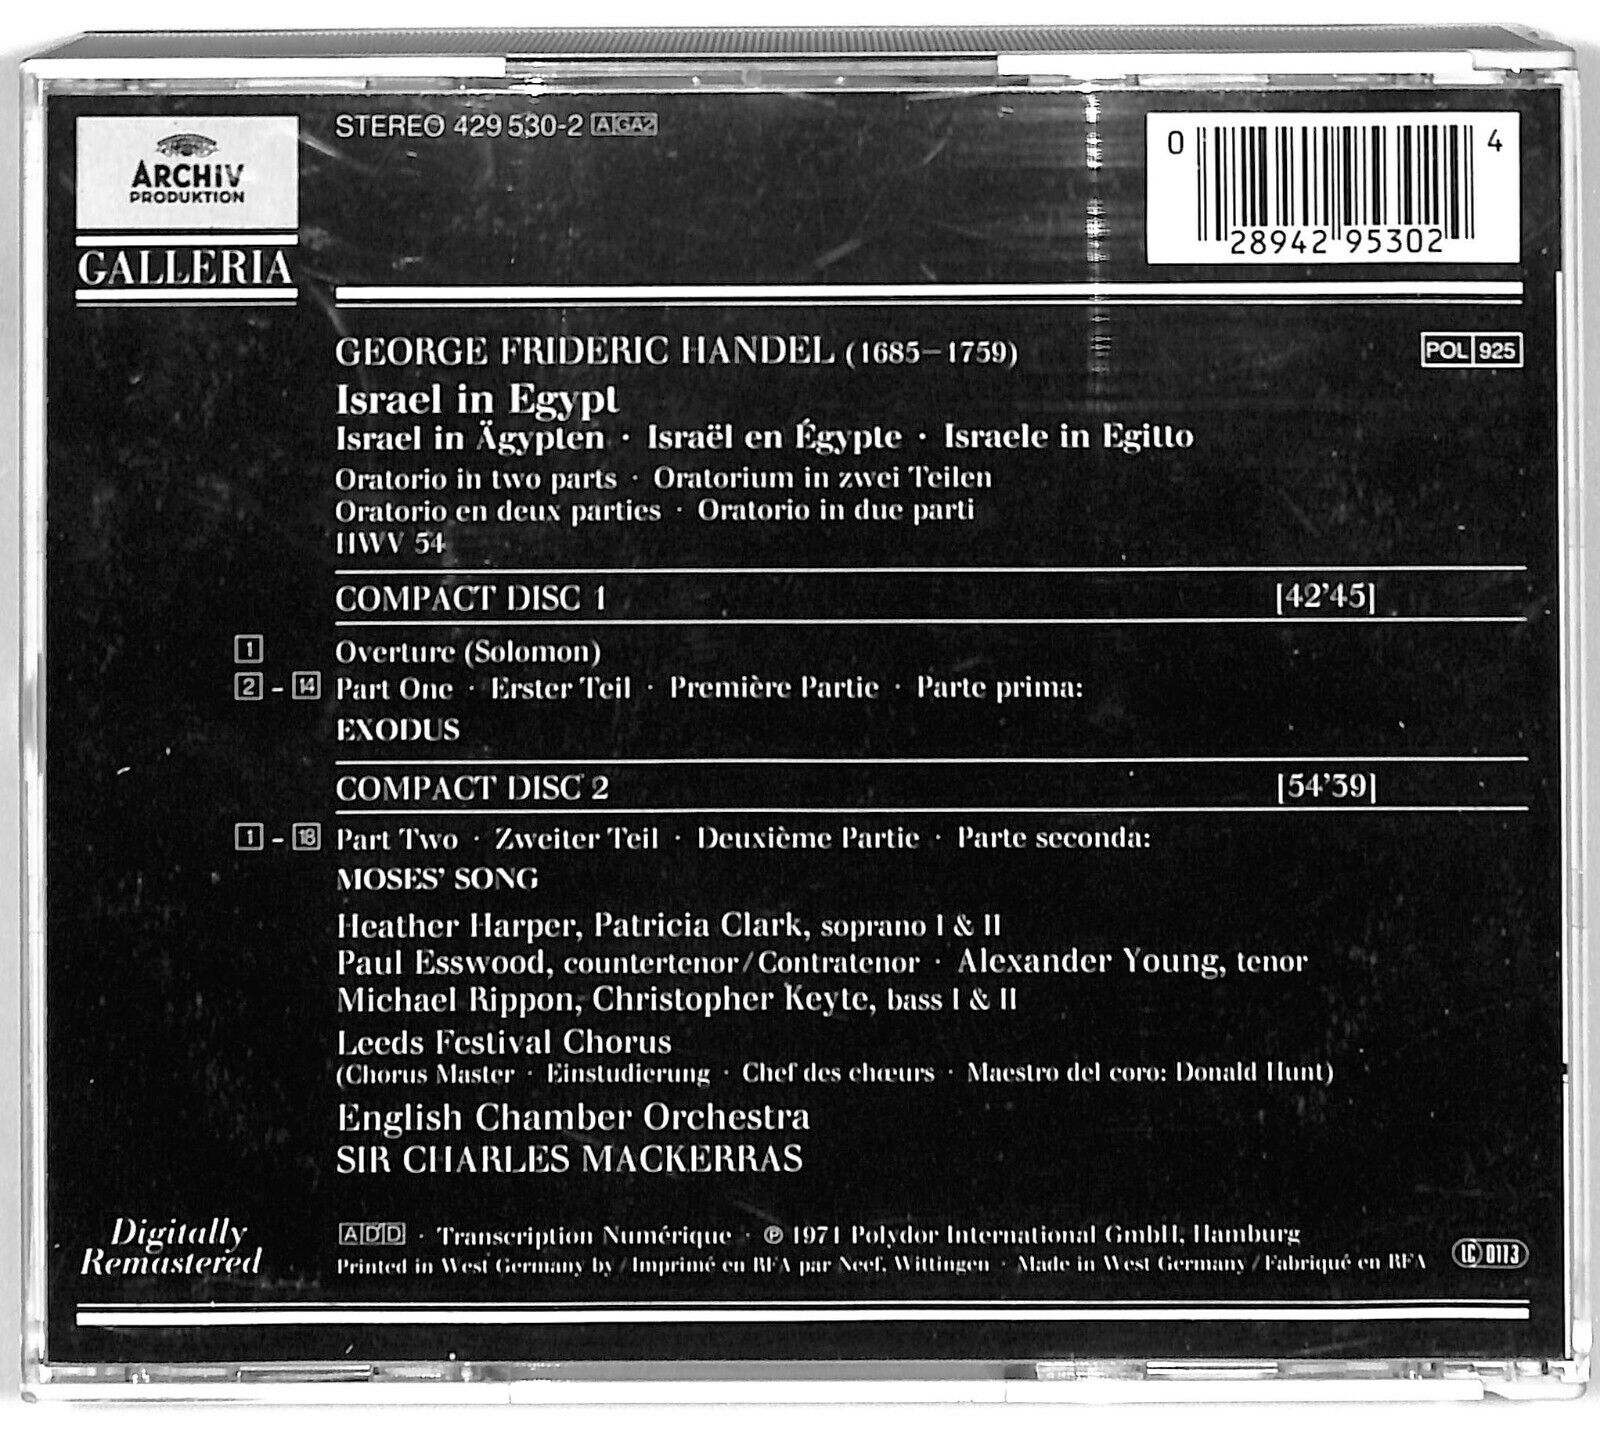 ARCHIV
PRODUKTION
GALLERIA
STEREO 429 530-2 A GA2
0 4
28942 95302
GEORGE FRIDERIC HANDEL (1685–1759)
POL 925
Israel in Egypt
Israel in Ägypten · Israël en Égypte · Israele in Egitto
Oratorio in two parts · Oratorium in zwei Teilen
Oratorio en deux parties · Oratorio in due parti
HWV 54
COMPACT DISC 1 [42'45]
1 Overture (Solomon)
2 - 14 Part One · Erster Teil · Première Partie · Parte prima:
EXODUS
COMPACT DISC 2 [54'39]
1 - 18 Part Two · Zweiter Teil · Deuxième Partie · Parte seconda:
MOSES' SONG
Heather Harper, Patricia Clark, soprano I & II
Paul Esswood, countertenor/Contratenor · Alexander Young, tenor
Michael Rippon, Christopher Keyte, bass I & II
Leeds Festival Chorus
(Chorus Master · Einstudierung · Chef des chœurs · Maestro del coro: Donald Hunt)
English Chamber Orchestra
SIR CHARLES MACKERRAS
Digitally
Remastered
ADD · Transcription Numérique · ℗ 1971 Polydor International GmbH, Hamburg
Printed in West Germany by / Imprimé en RFA par Neef, Wittingen · Made in West Germany / Fabriqué en RFA
LC 0113